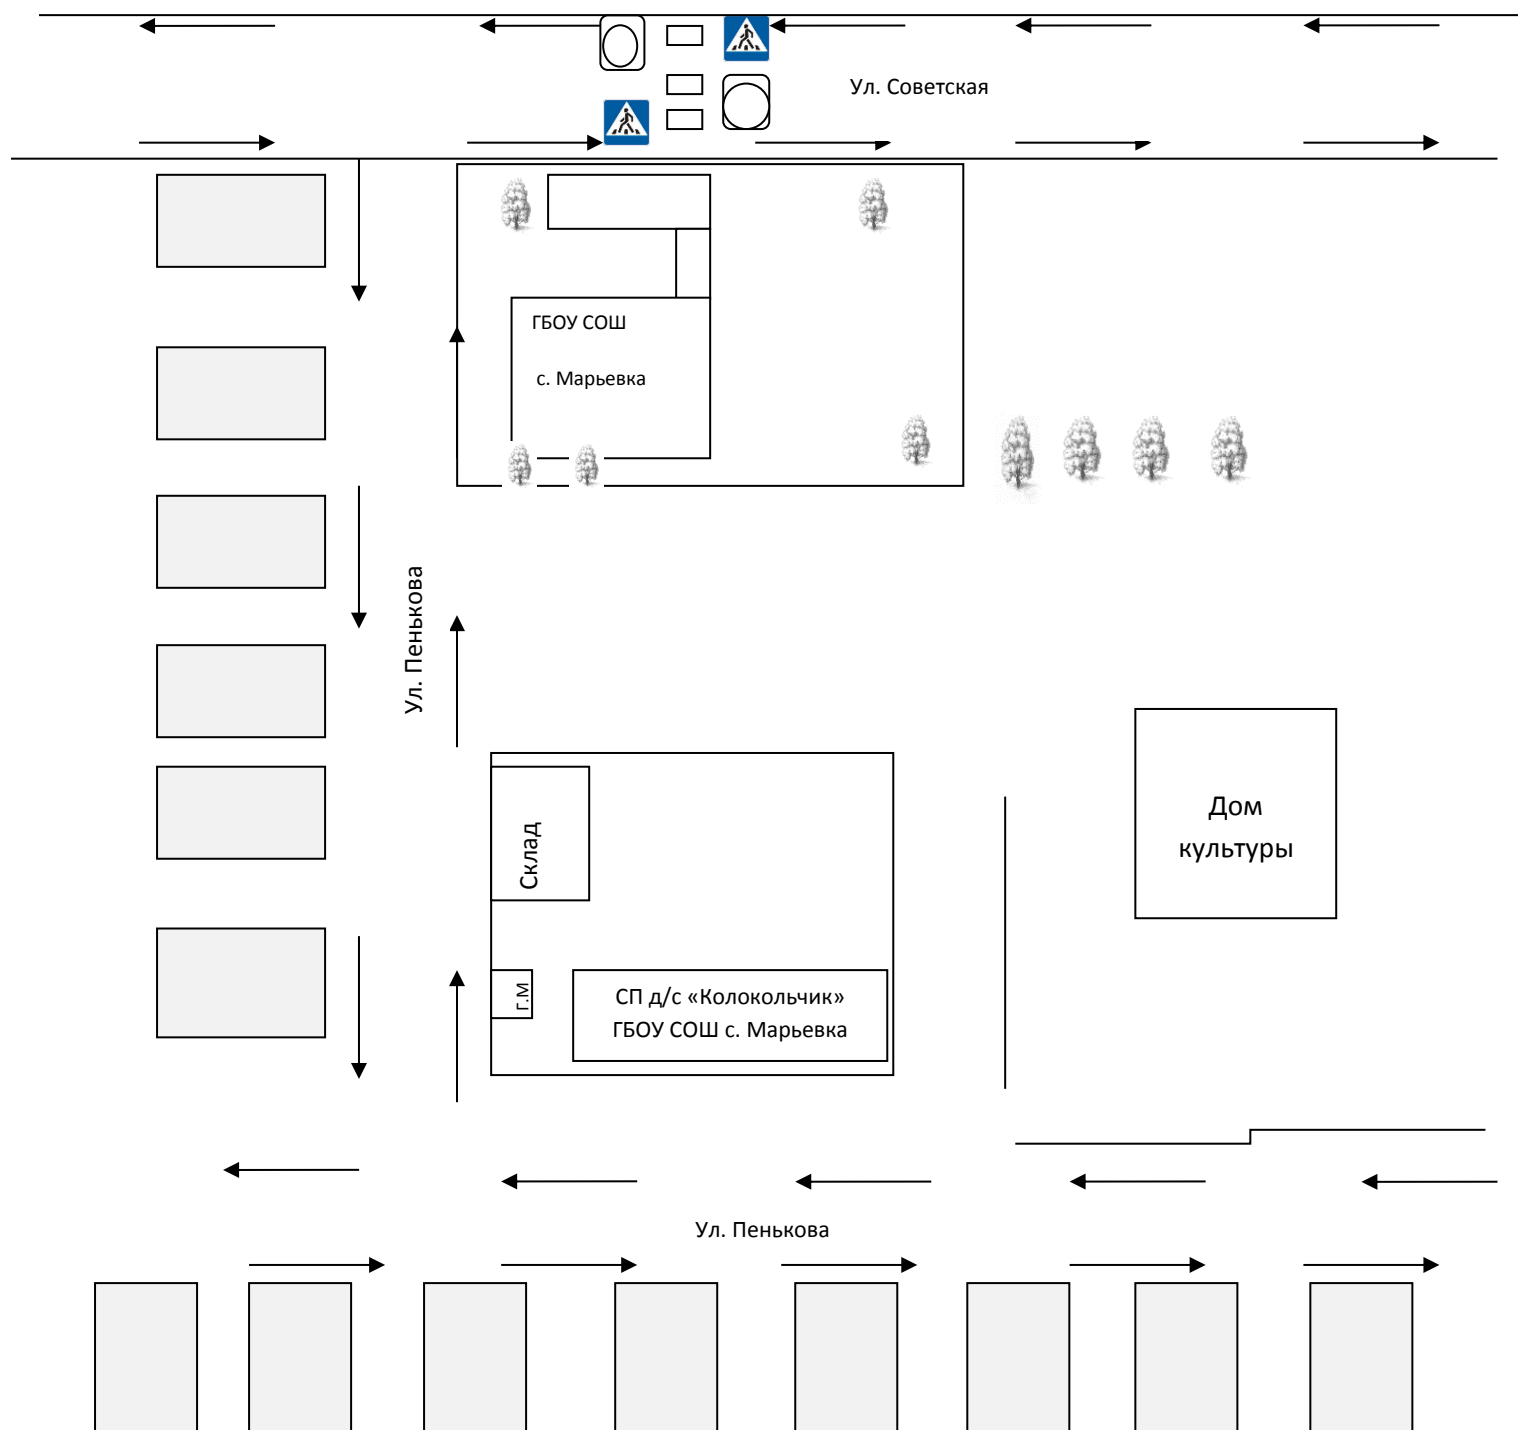 Ул. Советская
ГБОУ СОШ
с. Марьевка
Ул. Пенькова
Дом
культуры
Склад
г.М
СП д/с «Колокольчик»
ГБОУ СОШ с. Марьевка
Ул. Пенькова